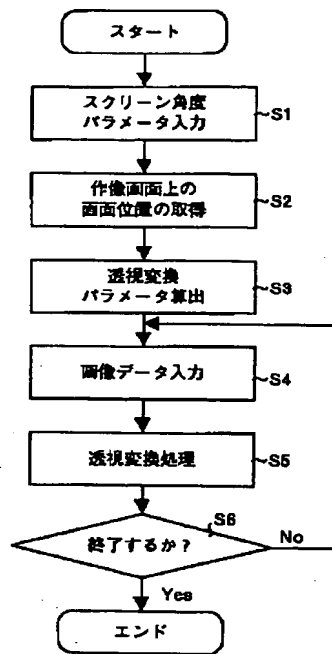 スタート
スクリーン角度
パラメータ入力
~S1
作像画面上の
画面位置の取得
~S2
透視変換
パラメータ算出
~S3
画像データ入力
~S4
透視変換処理
~S5
S6
終了するか?
No
Yes
エンド